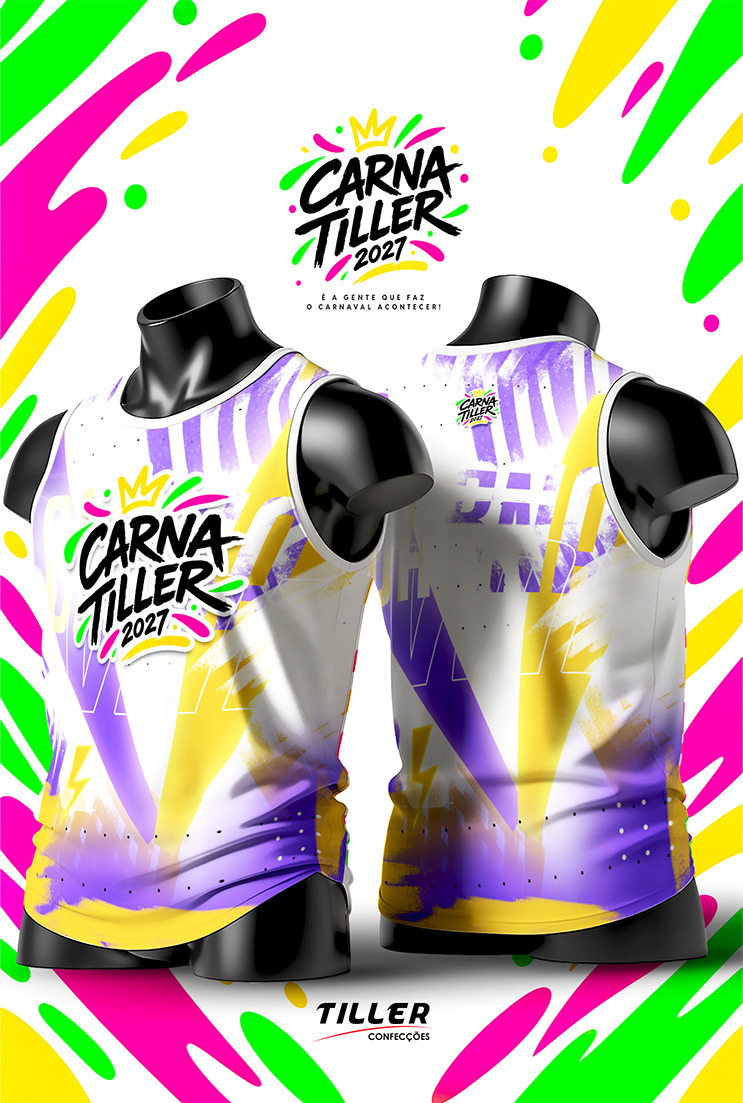 CARNA
TILLER
2027
É A GENTE QUE FAZ
O CARNAVAL ACONTECER!
CARNA
TILLER
2027
CARNA
TILLER
2027
TILLER
CONFECÇÕES